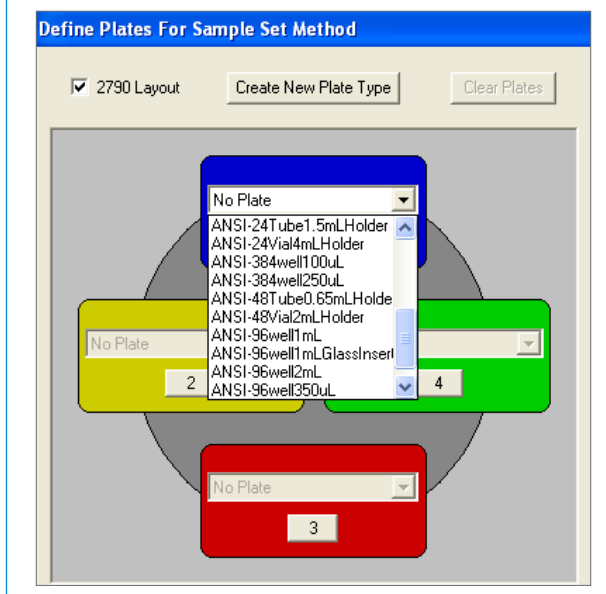 Define Plates For Sample Set Method
2790 Layout
Create New Plate Type
Clear Plates
No Plate
ANSI-24Tube1.5mLHolder
ANSI-24Vial4mLHolder
ANSI-384well100uL
ANSI-384well250uL
ANSI-48Tube0.65mLHolde
ANSI-48Vial2mLHolder
ANSI-96well1mL
ANSI-96well1mLGlassInser
ANSI-96well2mL
ANSI-96well350uL
No Plate
2
4
No Plate
3